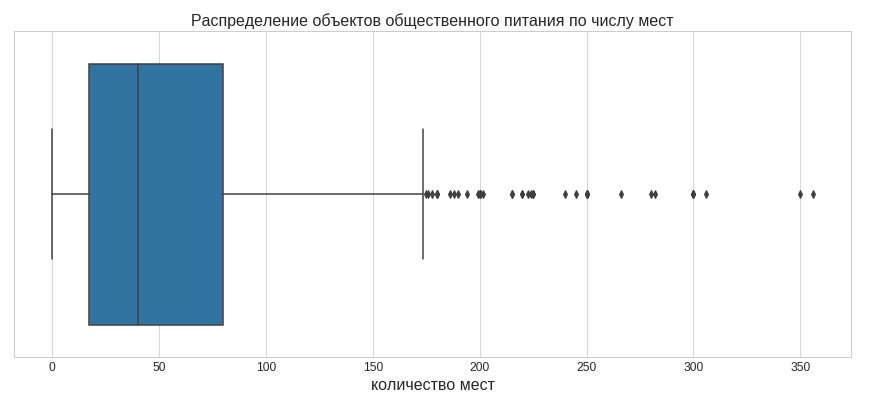 Распределение объектов общественного питания по числу мест
0 50 100 150 200 250 300 350
количество мест